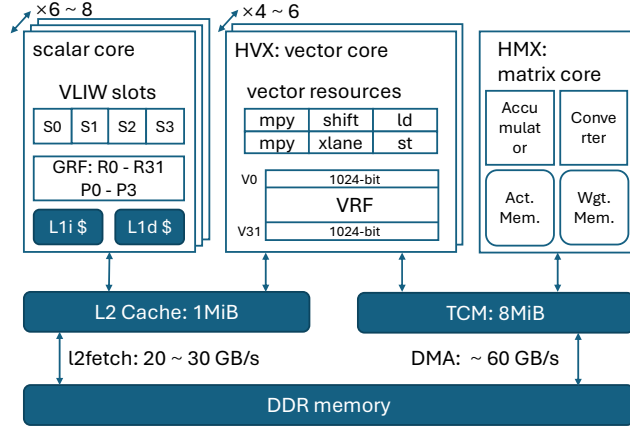 ×6 ~ 8
scalar core
VLIW slots
S0 S1 S2 S3
GRF: R0 - R31
P0 - P3
L1i $ L1d $
×4 ~ 6
HVX: vector core
vector resources
mpy shift ld
mpy xlane st
V0 1024-bit
VRF
V31 1024-bit
HMX:
matrix core
Accu
mulat
or
Conve
rter
Act.
Mem.
Wgt.
Mem.
L2 Cache: 1MiB
TCM: 8MiB
l2fetch: 20 ~ 30 GB/s
DMA: ~ 60 GB/s
DDR memory